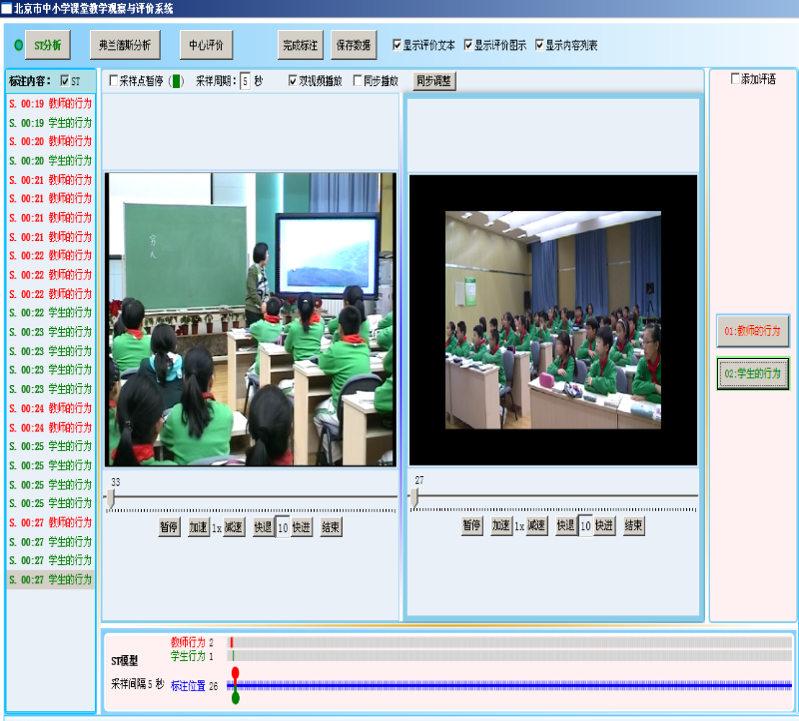 北京市中小学课堂教学观察与评价系统
ST分析 弗兰德斯分析 中心评价 完成标注 保存数据 显示评价文本 显示评价图示 显示内容列表
标注内容: ST 采样点暂停 ( ) 采样周期: 5 秒 双视频播放 同步播放 同步调整 添加评语
S. 00:19 教师的行为
S. 00:19 学生的行为
S. 00:20 教师的行为
S. 00:20 学生的行为
S. 00:21 教师的行为
S. 00:21 教师的行为
S. 00:21 教师的行为
S. 00:21 教师的行为
S. 00:22 教师的行为
S. 00:22 教师的行为
S. 00:22 教师的行为
S. 00:22 学生的行为
S. 00:23 学生的行为
S. 00:23 学生的行为
S. 00:23 学生的行为
S. 00:23 学生的行为
S. 00:24 教师的行为
S. 00:24 教师的行为
S. 00:25 学生的行为
S. 00:25 学生的行为
S. 00:25 学生的行为
S. 00:25 学生的行为
S. 00:27 教师的行为
S. 00:27 学生的行为
S. 00:27 学生的行为
S. 00:27 学生的行为
33
暂停 加速 1x 减速 快退 10 快进 结束
27
暂停 加速 1x 减速 快退 10 快进 结束
01:教师的行为
02:学生的行为
教师行为 2
学生行为 1
ST模型
采样间隔 5 秒 标注位置 26